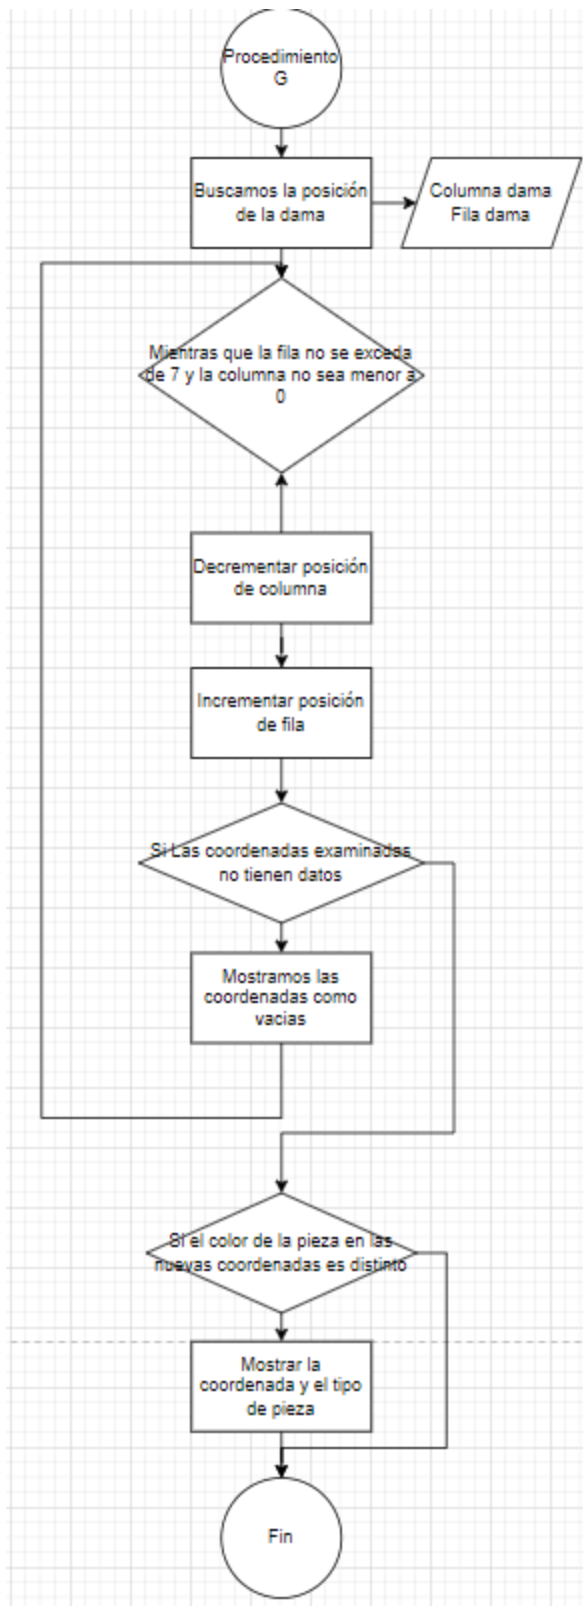 Procedimiento
G
Buscamos la posición
de la dama
Columna dama
Fila dama
Mientras que la fila no se exceda
de 7 y la columna no sea menor a
0
Decrementar posición
de columna
Incrementar posición
de fila
Si Las coordenadas examinadas
no tienen datos
Mostramos las
coordenadas como
vacias
Si el color de la pieza en las
nuevas coordenadas es distinto
Mostrar la
coordenada y el tipo
de pieza
Fin